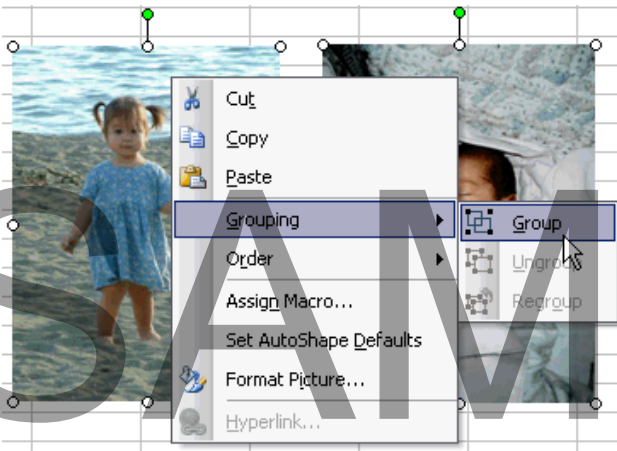 Cut
Copy
Paste
Grouping
Group
Order
Ungroup
Assign Macro...
Regroup
Set AutoShape Defaults
Format Picture...
Hyperlink...
SAM